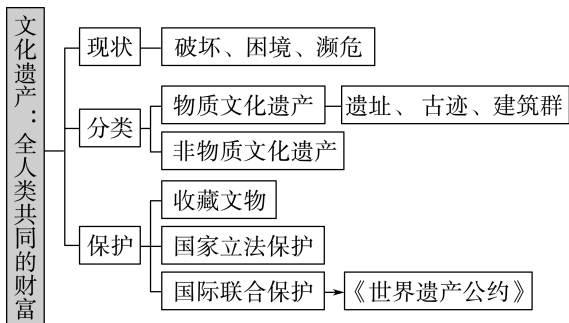 文化遗产：全人类共同的财富
现状
破坏、困境、濒危
分类
物质文化遗产
遗址、古迹、建筑群
非物质文化遗产
保护
收藏文物
国家立法保护
国际联合保护
《世界遗产公约》